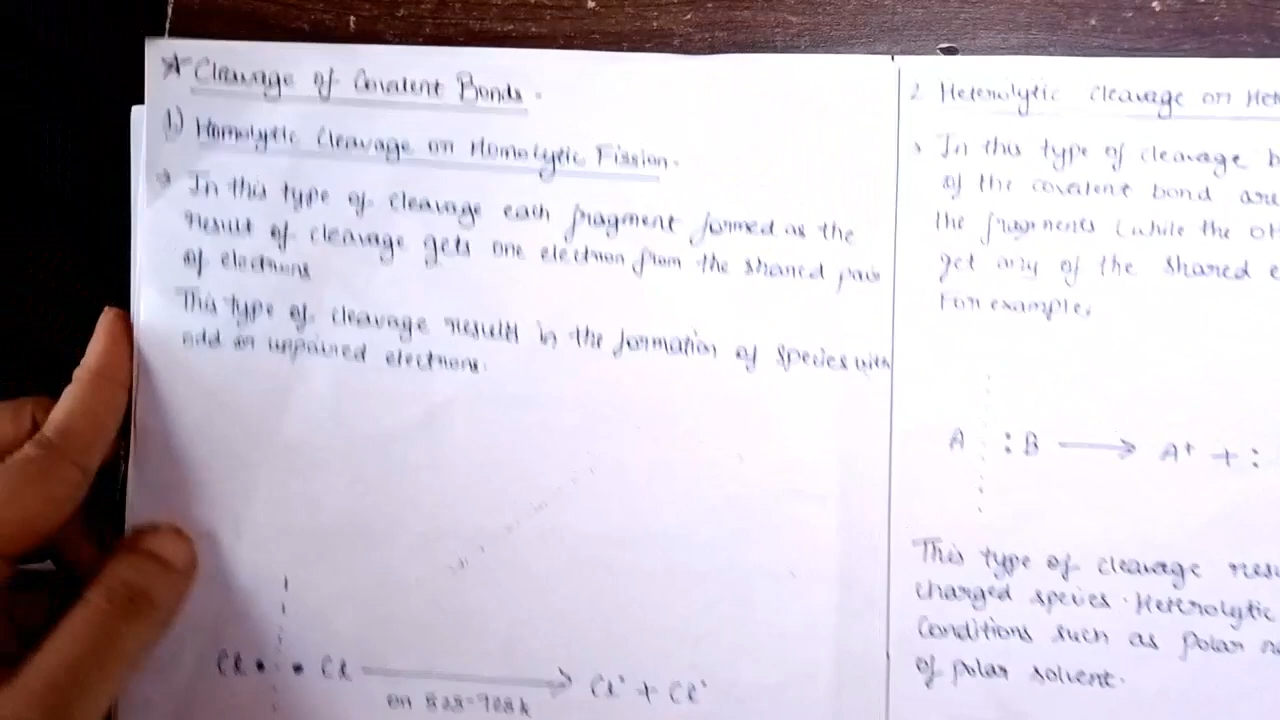 * Cleavage of Covalent Bonds.
1) Homolytic Cleavage or Homolytic Fission.
→ In this type of cleavage each fragment formed as the
result of cleavage gets one electron from the shared pair
of electrons
This type of cleavage results in the formation of species with
odd or unpaired electrons.
Cl • • Cl ⟶ Cl• + Cl•
2 Heterolytic cleavage or Het
In this type of cleavage b
of the covalent bond are
the fragments (while the ot
get any of the shared e
For example,
A :B ⟶ A+ + :
This type of cleavage resu
charged species. Heterolytic
Conditions such as polar
of polar solvent.